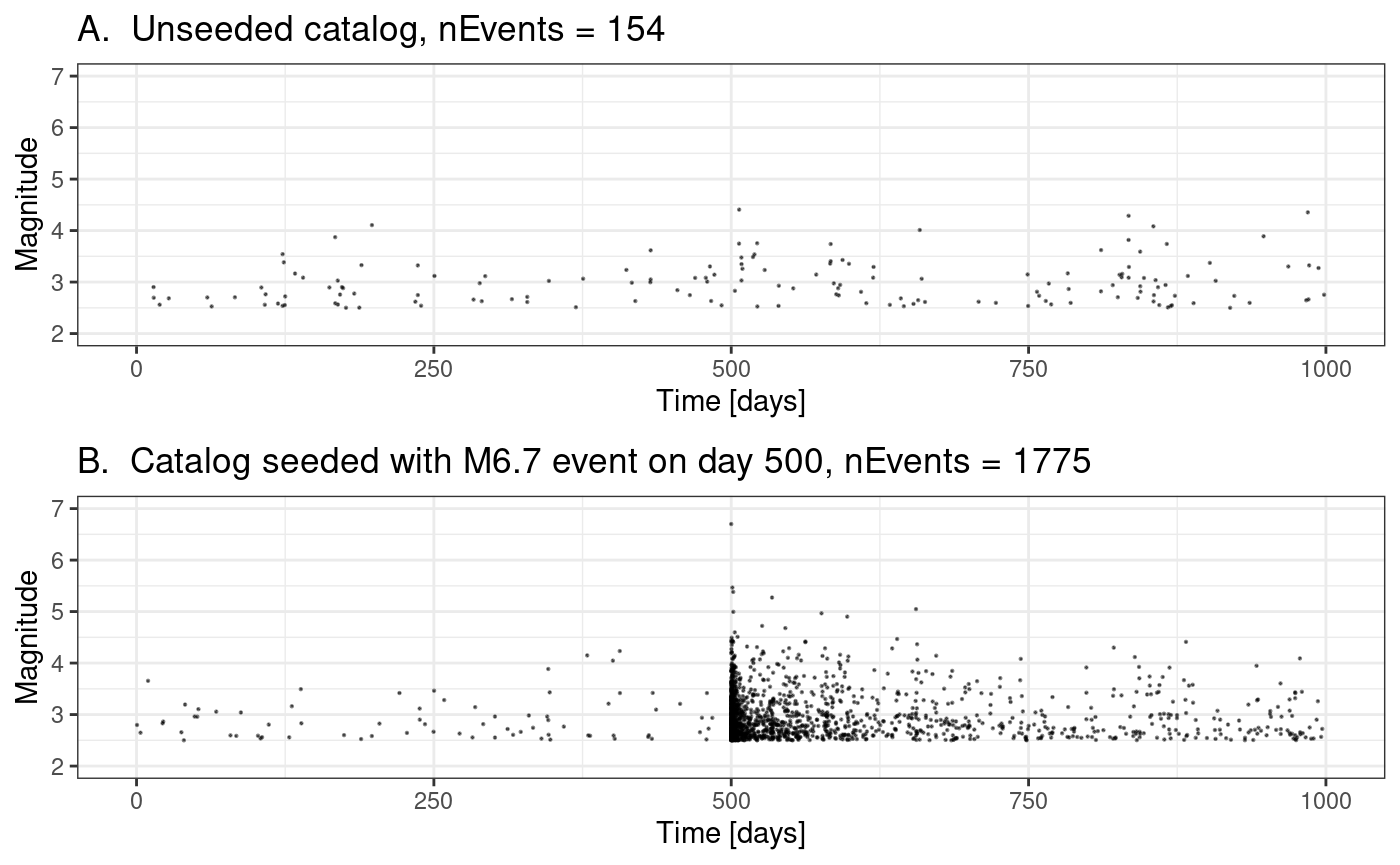 A. Unseeded catalog, nEvents = 154
7
6
5
4
3
2
Magnitude
0 250 500 750 1000
Time [days]
B. Catalog seeded with M6.7 event on day 500, nEvents = 1775
7
6
5
4
3
2
Magnitude
0 250 500 750 1000
Time [days]